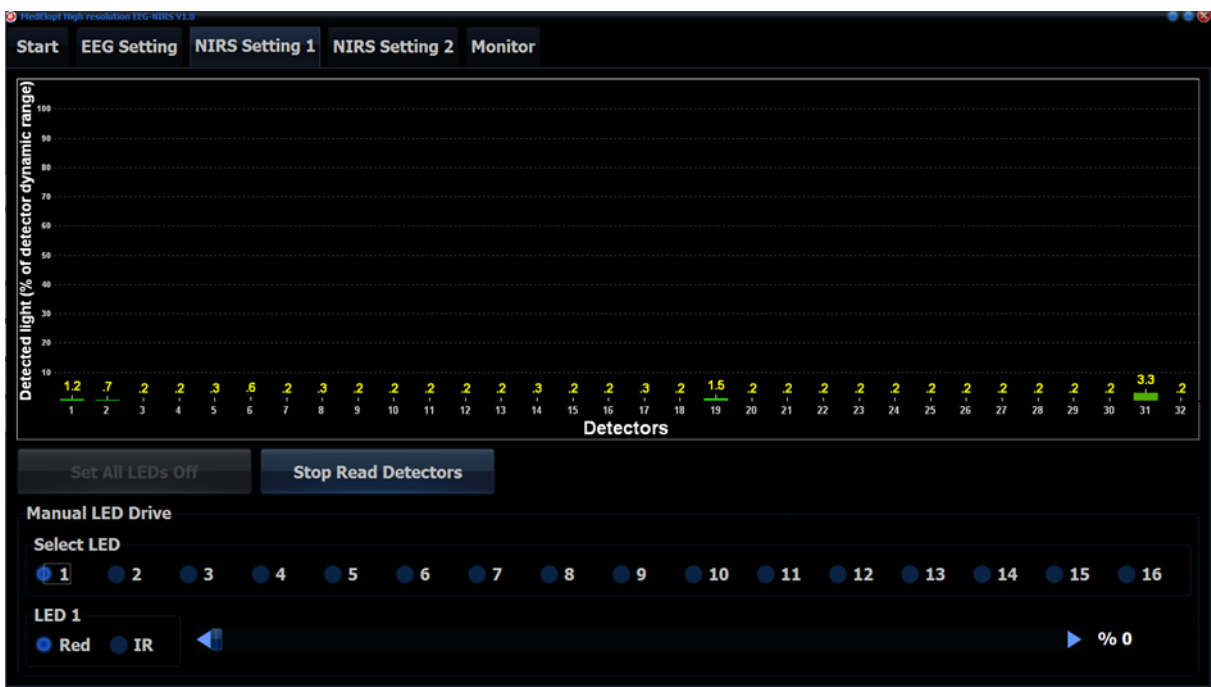 MedElopt High resolution EEG-NIRS V1.0
Start EEG Setting NIRS Setting 1 NIRS Setting 2 Monitor
Detected light (% of detector dynamic range)
100
90
80
70
60
50
40
30
20
10
1.2 .7 .2 .2 .3 .6 .2 .3 .2 .2 .2 .2 .2 .3 .2 .2 .3 .2 1.5 .2 .2 .2 .2 .2 .2 .2 .2 .2 .2 .2 3.3 .2
1 2 3 4 5 6 7 8 9 10 11 12 13 14 15 16 17 18 19 20 21 22 23 24 25 26 27 28 29 30 31 32
Detectors
Set All LEDs Off Stop Read Detectors
Manual LED Drive
Select LED
1 2 3 4 5 6 7 8 9 10 11 12 13 14 15 16
LED 1
Red IR % 0